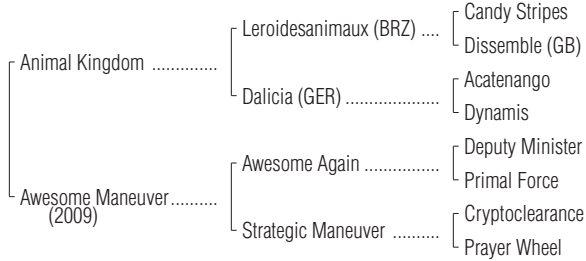 Candy Stripes
Leroidesanimaux (BRZ) ....
Dissemble (GB)
Animal Kingdom ..............
Acatenango
Dalicia (GER) ....................
Dynamis
Deputy Minister
Awesome Again ................
Primal Force
Awesome Maneuver..........
(2009)
Cryptoclearance
Strategic Maneuver ..........
Prayer Wheel